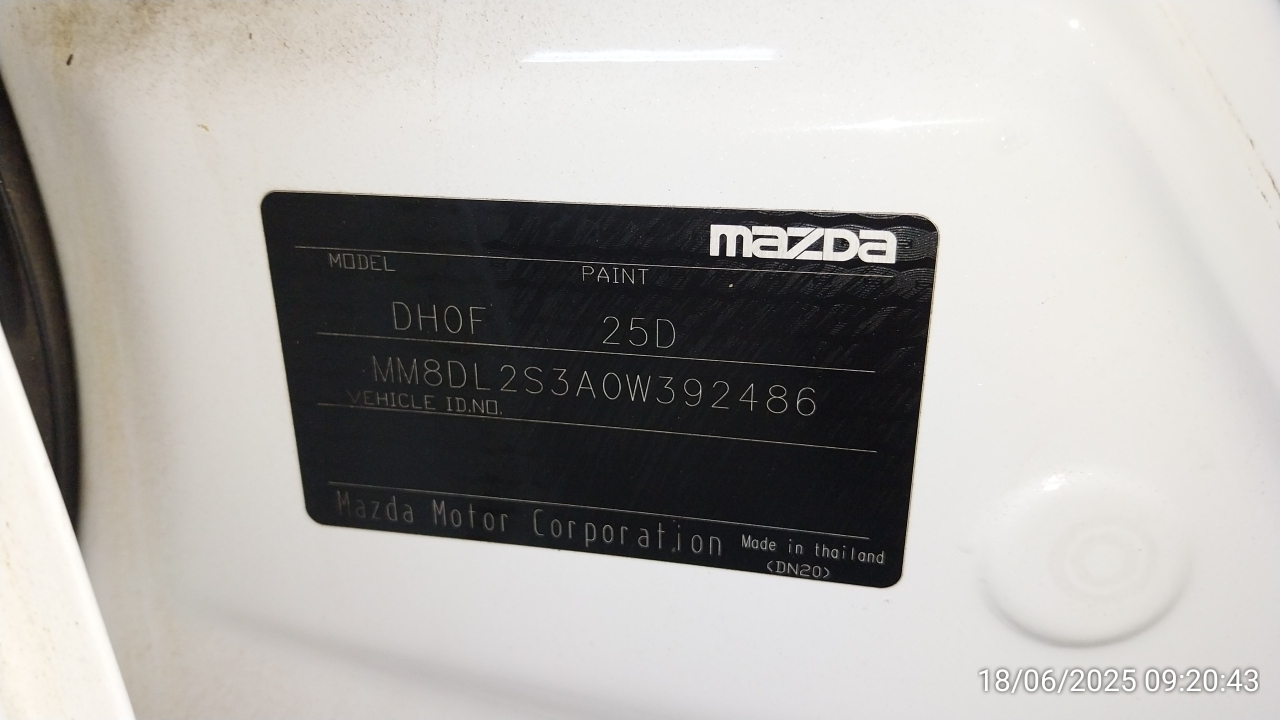 mazda
MODEL PAINT
DH0F 25D
MM8DL2S3A0W392486
VEHICLE ID.NO.
Mazda Motor Corporation Made in thailand
(DN20)
18/06/2025 09:20:43